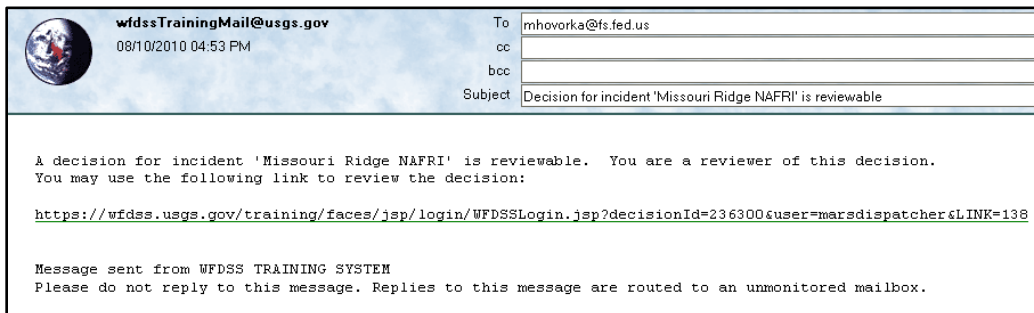 wfdssTrainingMail@usgs.gov
08/10/2010 04:53 PM
To mhovorka@fs.fed.us
cc
bcc
Subject Decision for incident 'Missouri Ridge NAFRI' is reviewable
A decision for incident 'Missouri Ridge NAFRI' is reviewable. You are a reviewer of this decision.
You may use the following link to review the decision:
https://wfdss.usgs.gov/training/faces/jsp/login/WFDSSLogin.jsp?decisionId=236300&user=marsdispatcher&LINK=138
Message sent from WFDSS TRAINING SYSTEM
Please do not reply to this message. Replies to this message are routed to an unmonitored mailbox.